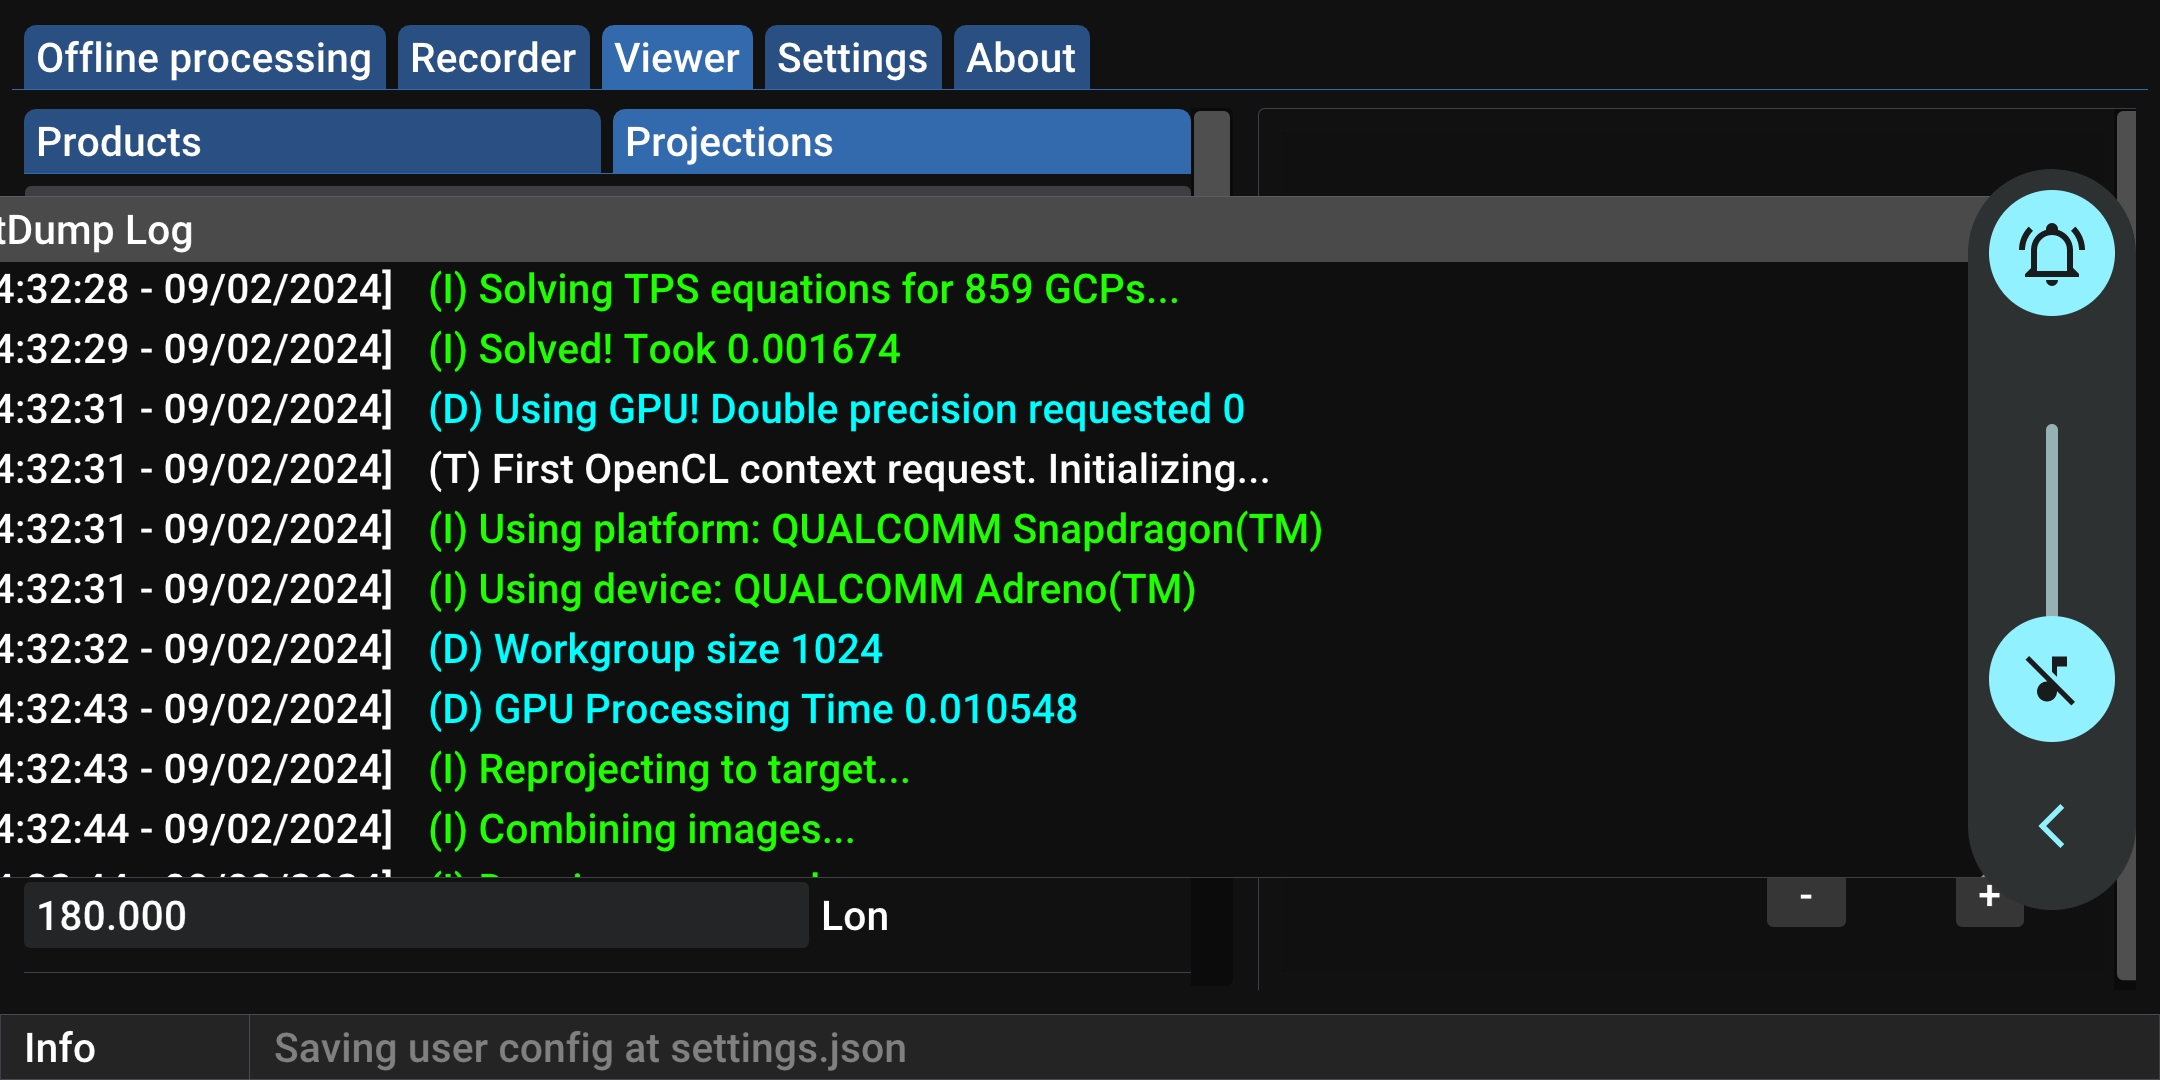 Offline processing Recorder Viewer Settings About
Products Projections
tDump Log
4:32:28 - 09/02/2024] (I) Solving TPS equations for 859 GCPs...
4:32:29 - 09/02/2024] (I) Solved! Took 0.001674
4:32:31 - 09/02/2024] (D) Using GPU! Double precision requested 0
4:32:31 - 09/02/2024] (T) First OpenCL context request. Initializing...
4:32:31 - 09/02/2024] (I) Using platform: QUALCOMM Snapdragon(TM)
4:32:31 - 09/02/2024] (I) Using device: QUALCOMM Adreno(TM)
4:32:32 - 09/02/2024] (D) Workgroup size 1024
4:32:43 - 09/02/2024] (D) GPU Processing Time 0.010548
4:32:43 - 09/02/2024] (I) Reprojecting to target...
4:32:44 - 09/02/2024] (I) Combining images...
- +
180.000 Lon
Info Saving user config at settings.json